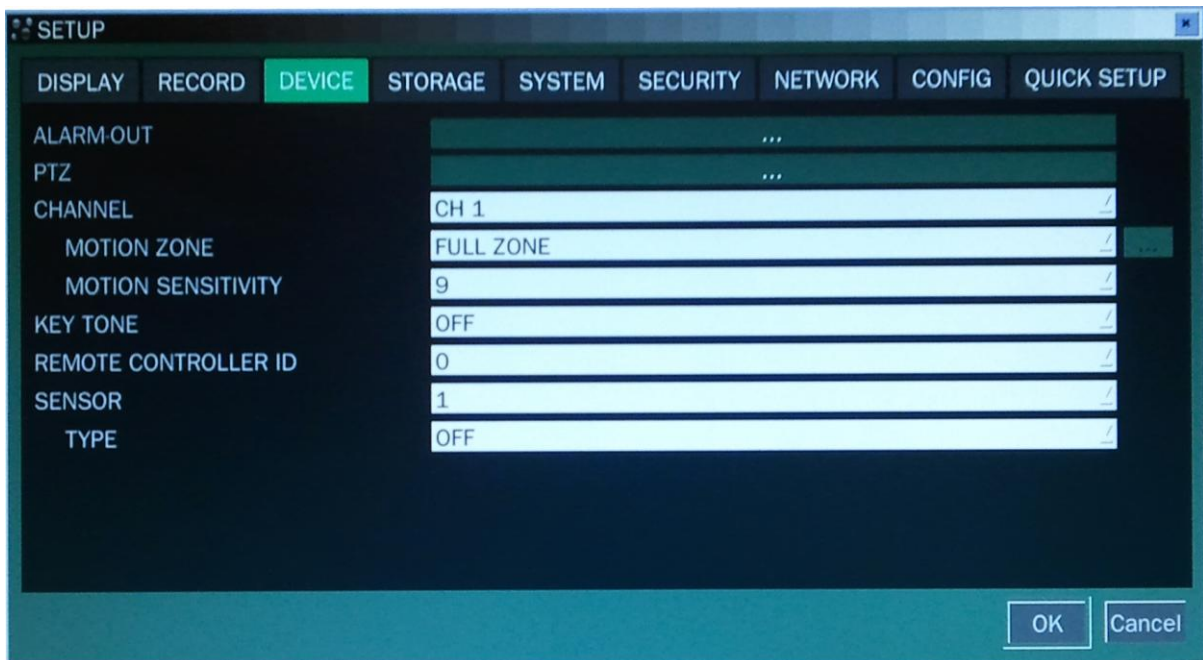 SETUP
DISPLAY RECORD DEVICE STORAGE SYSTEM SECURITY NETWORK CONFIG QUICK SETUP
ALARM-OUT ...
PTZ ...
CHANNEL CH 1
MOTION ZONE FULL ZONE ...
MOTION SENSITIVITY 9
KEY TONE OFF
REMOTE CONTROLLER ID 0
SENSOR 1
TYPE OFF
OK Cancel